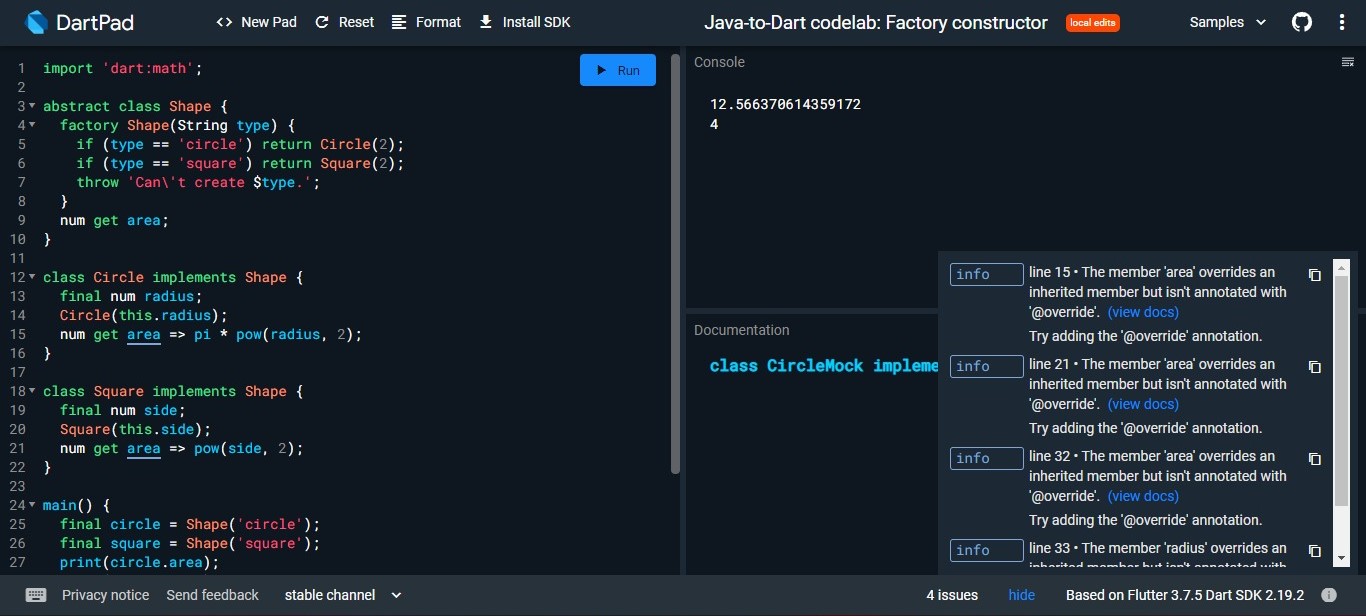 DartPad
<> New Pad
Reset
Format
Install SDK
Java-to-Dart codelab: Factory constructor
local edits
Samples
1 import 'dart:math';
2
3 abstract class Shape {
4 factory Shape(String type) {
5 if (type == 'circle') return Circle(2);
6 if (type == 'square') return Square(2);
7 throw 'Can\'t create $type.';
8 }
9 num get area;
10 }
11
12 class Circle implements Shape {
13 final num radius;
14 Circle(this.radius);
15 num get area => pi * pow(radius, 2);
16 }
17
18 class Square implements Shape {
19 final num side;
20 Square(this.side);
21 num get area => pow(side, 2);
22 }
23
24 main() {
25 final circle = Shape('circle');
26 final square = Shape('square');
27 print(circle.area);
Run
Console
12.566370614359172
4
Documentation
class CircleMock impleme
info
line 15 • The member 'area' overrides an
inherited member but isn't annotated with
'@override'. (view docs)
Try adding the '@override' annotation.
info
line 21 • The member 'area' overrides an
inherited member but isn't annotated with
'@override'. (view docs)
Try adding the '@override' annotation.
info
line 32 • The member 'area' overrides an
inherited member but isn't annotated with
'@override'. (view docs)
Try adding the '@override' annotation.
info
line 33 • The member 'radius' overrides an
inherited member but isn't annotated with
Privacy notice
Send feedback
stable channel
4 issues
hide
Based on Flutter 3.7.5 Dart SDK 2.19.2